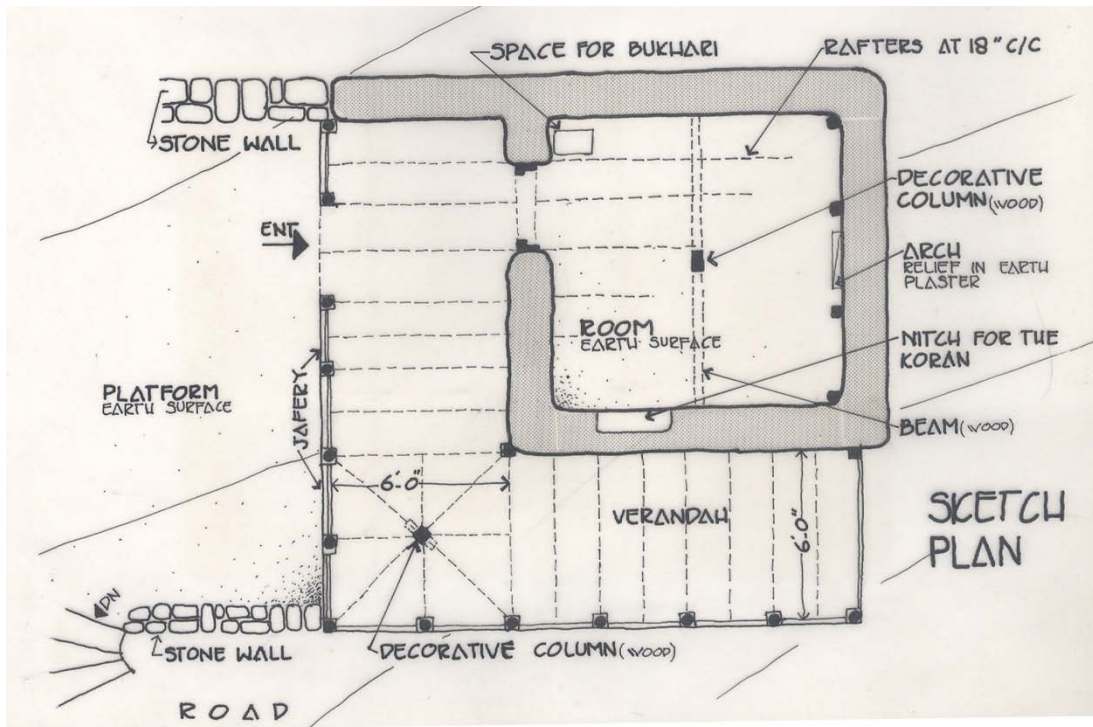 SPACE FOR BUKHARI
RAFTERS AT 18" C/C
STONE WALL
DECORATIVE
COLUMN (WOOD)
ENT
ARCH
RELIEF IN EARTH
PLASTER
ROOM
EARTH SURFACE
NITCH FOR THE
KORAN
PLATFORM
EARTH SURFACE
JAFERY
BEAM (WOOD)
6'-0"
VERANDAH
6'-0"
SKETCH
PLAN
DN
STONE WALL
DECORATIVE COLUMN (WOOD)
ROAD